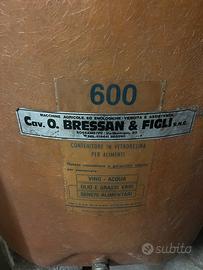 600
MACCHINE AGRICOLE ED ENOLOGICHE - VENDITA E ASSISTENZA
Cav. O. BRESSAN & FIGLI s.n.c.
CONTENITORE IN VETRORESINA
PER ALIMENTI
VINO - ACQUA
OLIO E GRASSI VARI
GENERI ALIMENTARI
subito